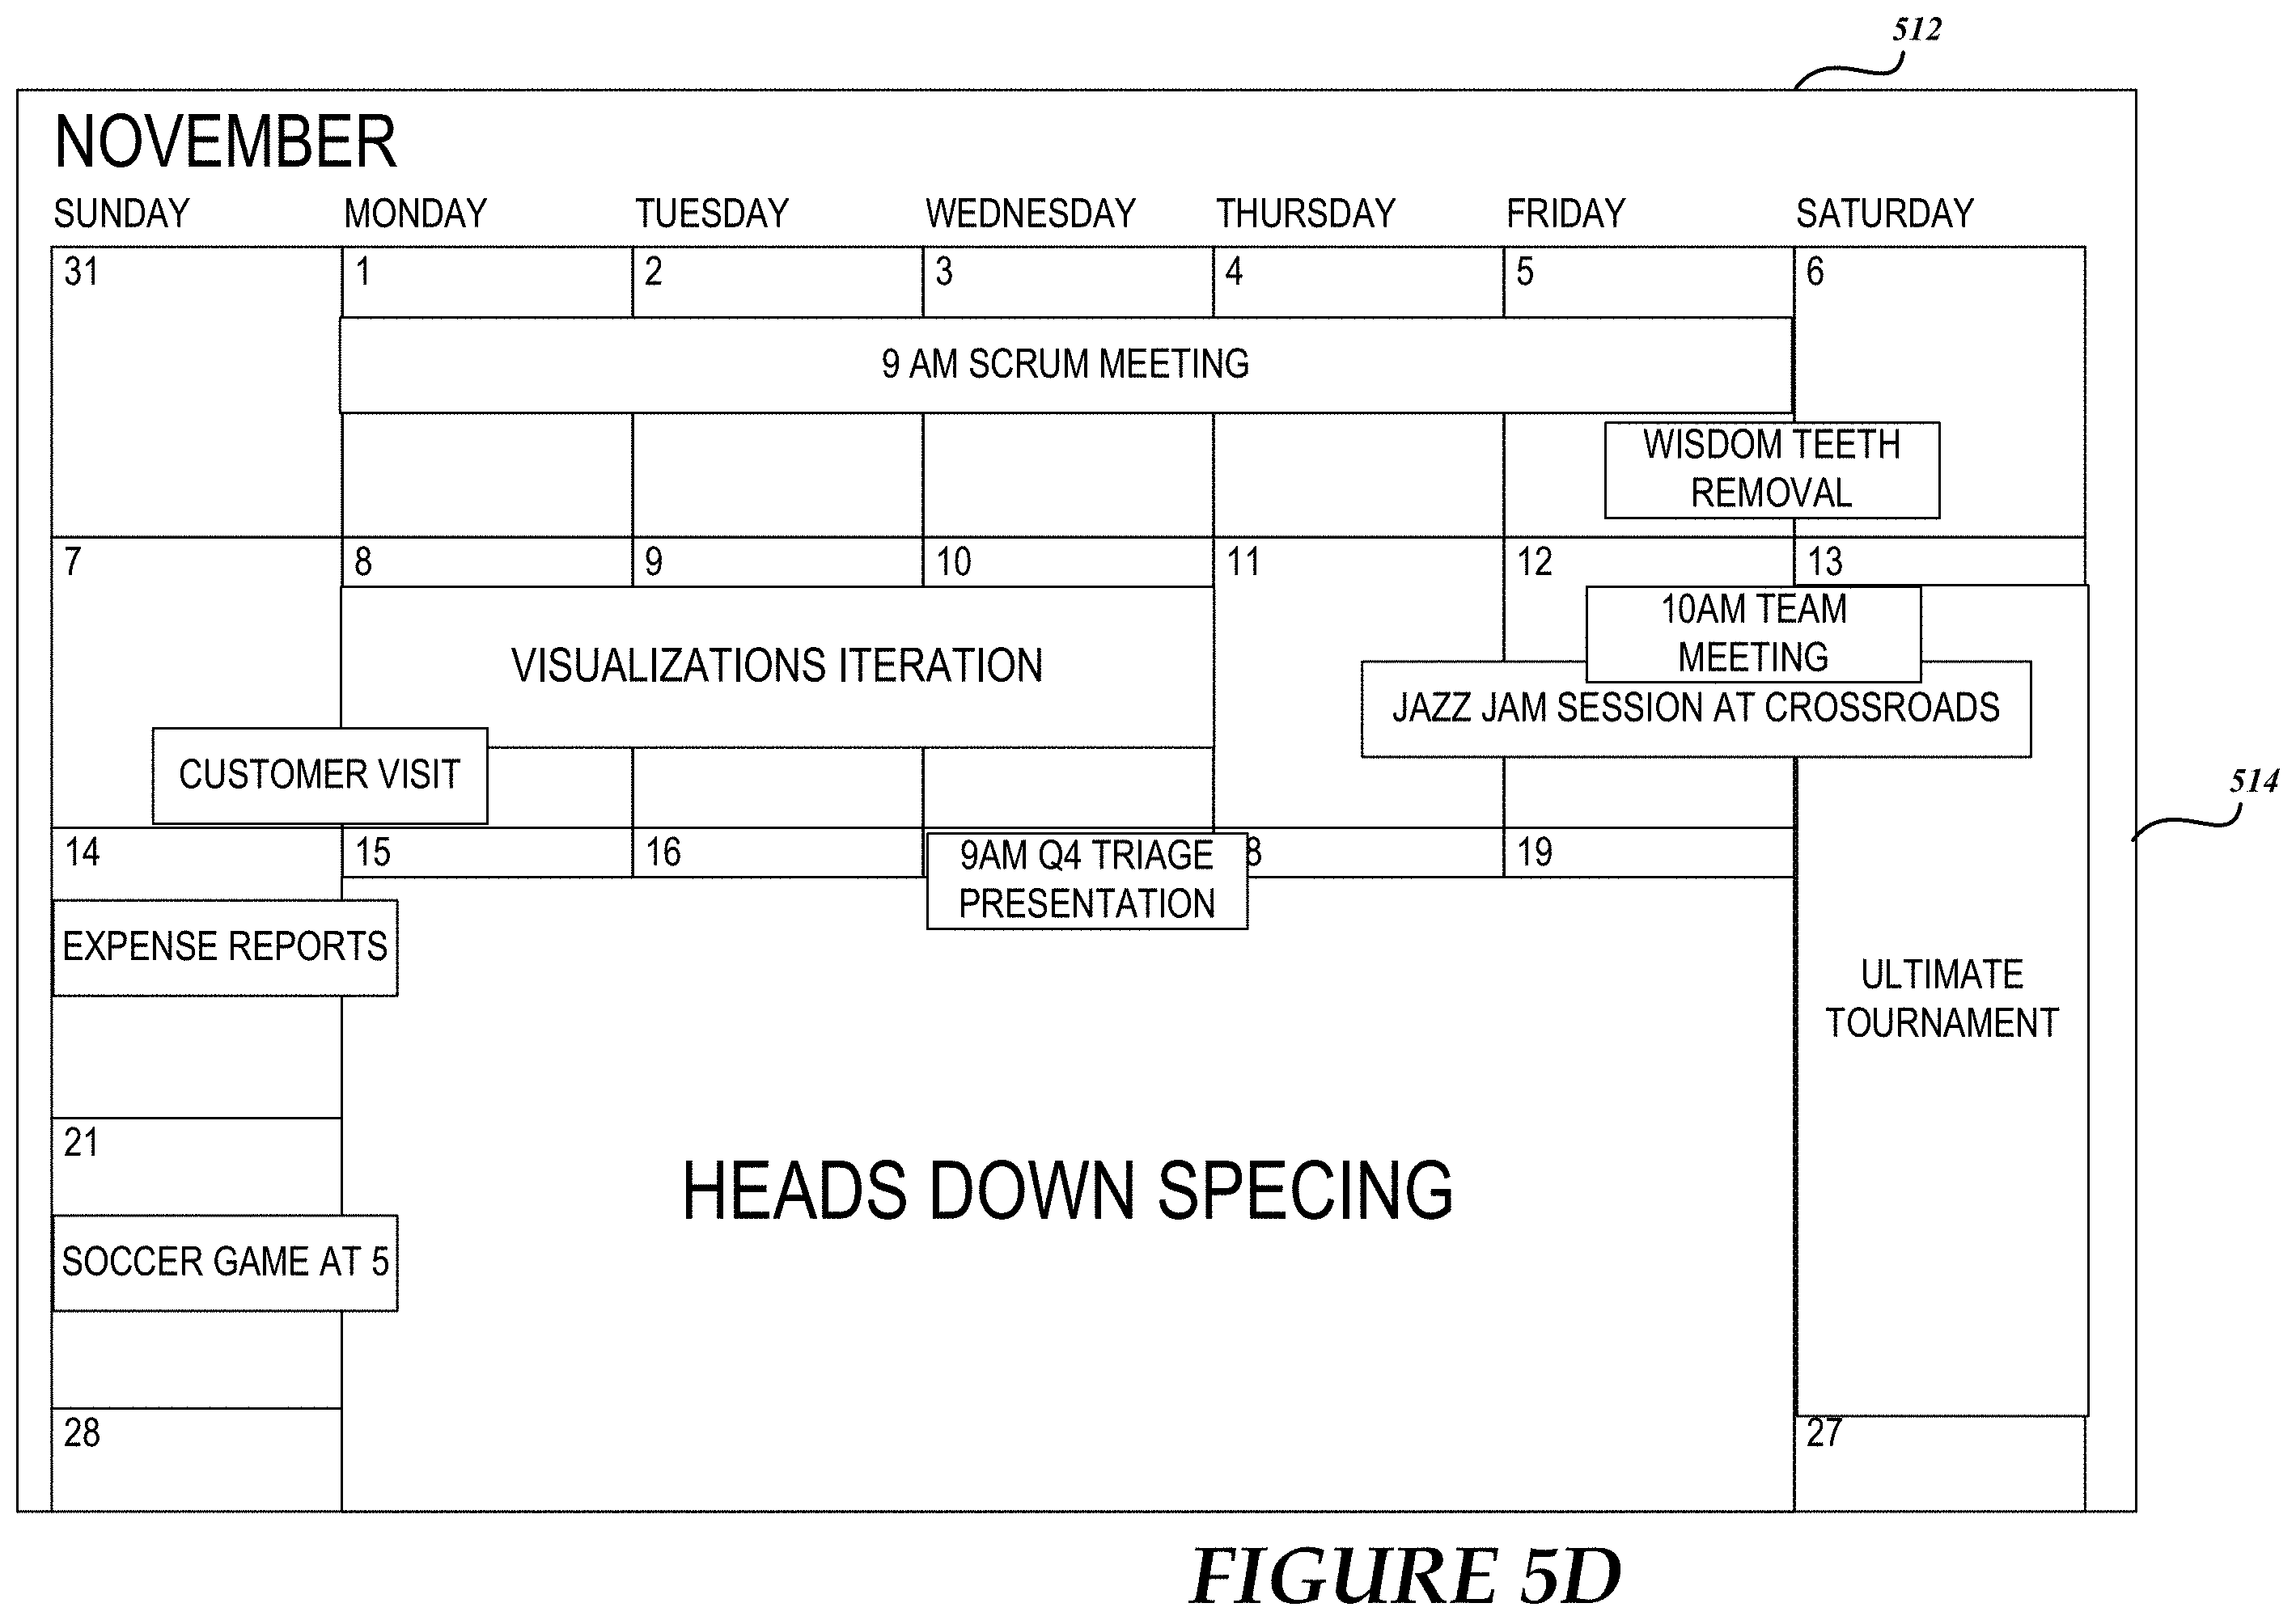 512
NOVEMBER
SUNDAY MONDAY TUESDAY WEDNESDAY THURSDAY FRIDAY SATURDAY
31 1 2 3 4 5 6
9 AM SCRUM MEETING
WISDOM TEETH
REMOVAL
7 8 9 10 11 12 13
10AM TEAM
MEETING
VISUALIZATIONS ITERATION
JAZZ JAM SESSION AT CROSSROADS
CUSTOMER VISIT
514
14 15 16 8 19
9AM Q4 TRIAGE
PRESENTATION
EXPENSE REPORTS
ULTIMATE
TOURNAMENT
21
HEADS DOWN SPECING
SOCCER GAME AT 5
28 27
FIGURE 5D